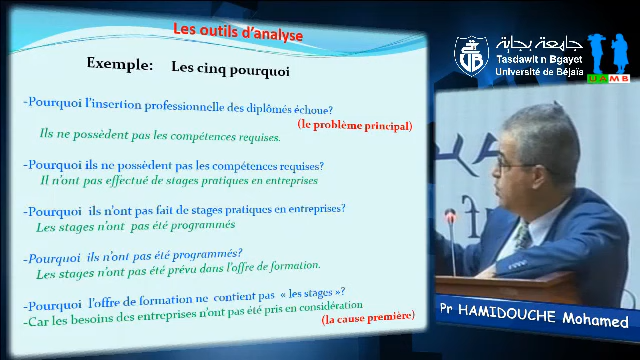 Les outils d'analyse
Exemple: Les cinq pourquoi
-Pourquoi l'insertion professionnelle des diplômés échoue?
(le problème principal)
Ils ne possèdent pas les compétences requises.
-Pourquoi ils ne possèdent pas les compétences requises?
Il n'ont pas effectué de stages pratiques en entreprises
-Pourquoi ils n'ont pas fait de stages pratiques en entreprises?
Les stages n'ont pas été programmés
-Pourquoi ils n'ont pas été programmés?
Les stages n'ont pas été prévu dans l'offre de formation.
-Pourquoi l'offre de formation ne contient pas « les stages »?
-Car les besoins des entreprises n'ont pas été pris en considération
(la cause première)
جامعة بجاية
Tasdawit n Bgayet
Université de Béjaïa
UAMB
Pr HAMIDOUCHE Mohamed